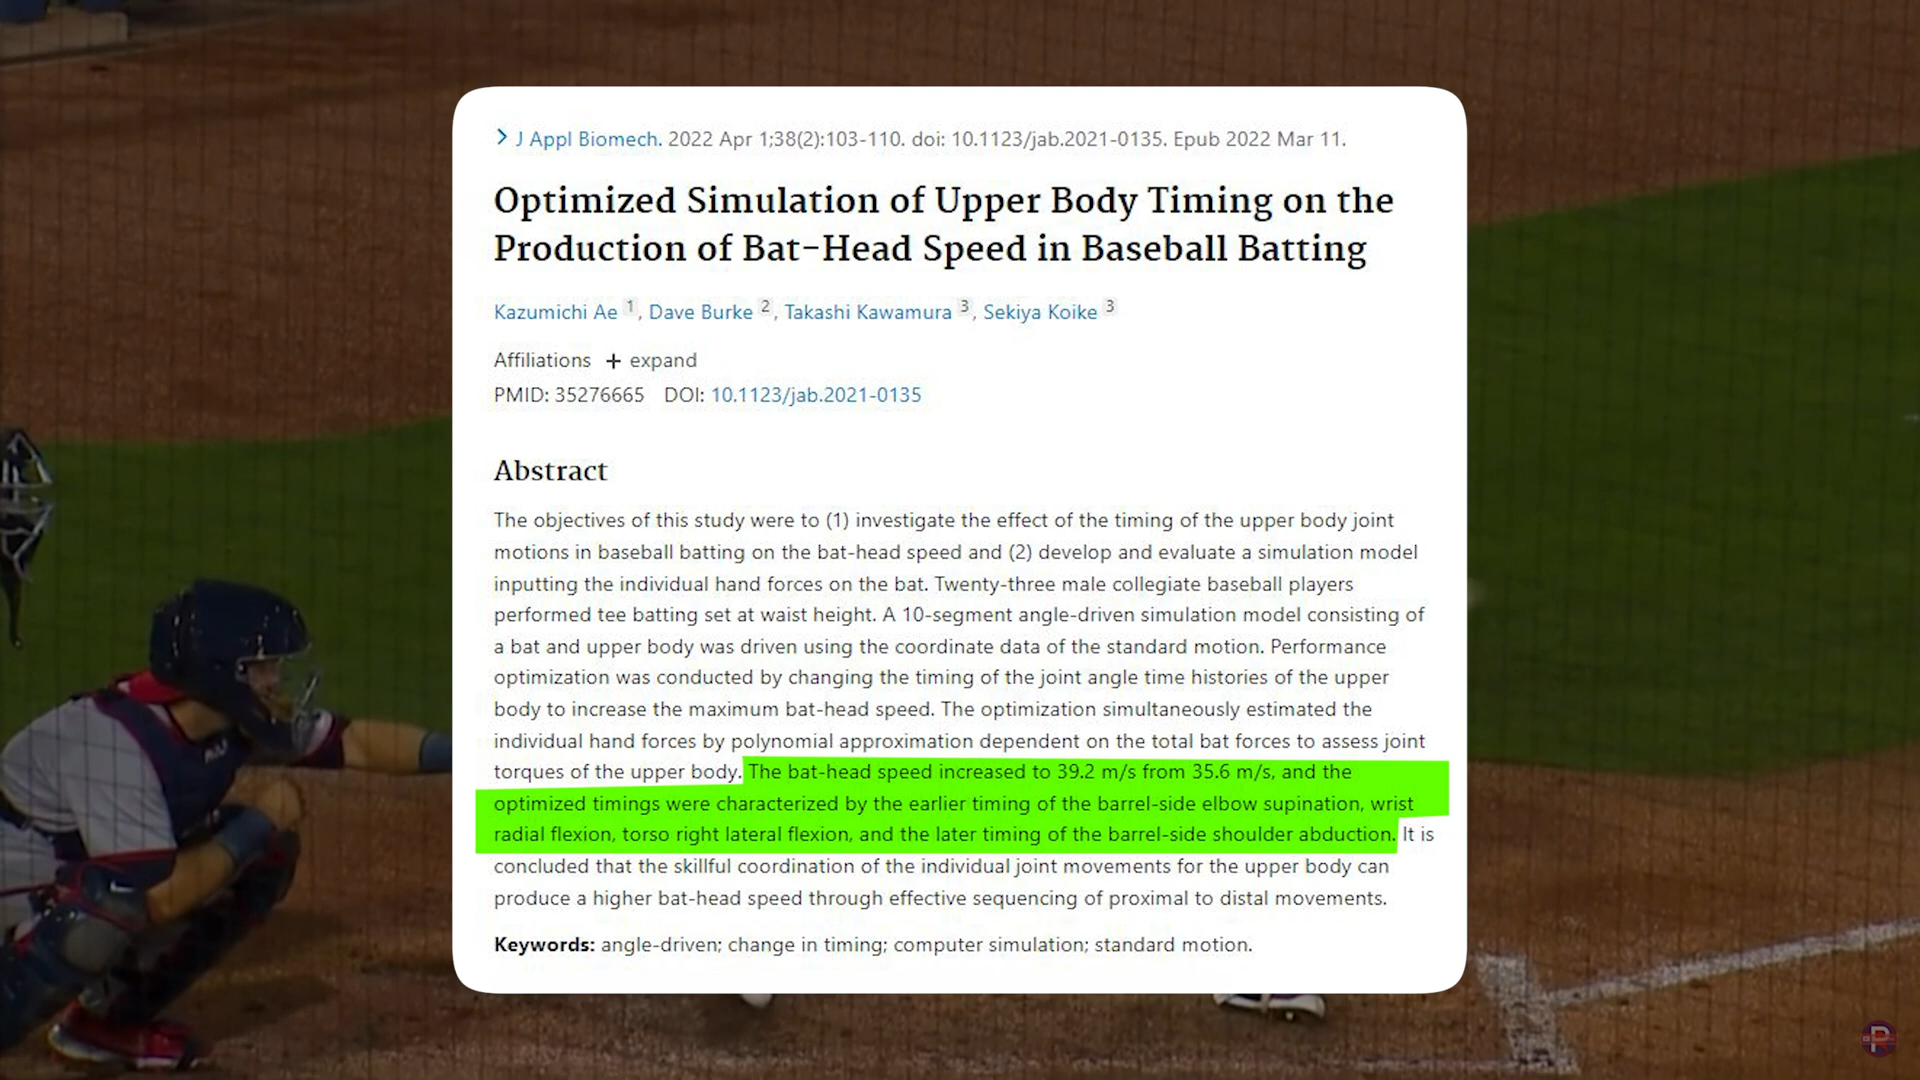 > J Appl Biomech. 2022 Apr 1;38(2):103-110. doi: 10.1123/jab.2021-0135. Epub 2022 Mar 11.
Optimized Simulation of Upper Body Timing on the
Production of Bat-Head Speed in Baseball Batting
Kazumichi Ae 1, Dave Burke 2, Takashi Kawamura 3, Sekiya Koike 3
Affiliations + expand
PMID: 35276665 DOI: 10.1123/jab.2021-0135
Abstract
The objectives of this study were to (1) investigate the effect of the timing of the upper body joint
motions in baseball batting on the bat-head speed and (2) develop and evaluate a simulation model
inputting the individual hand forces on the bat. Twenty-three male collegiate baseball players
performed tee batting set at waist height. A 10-segment angle-driven simulation model consisting of
a bat and upper body was driven using the coordinate data of the standard motion. Performance
optimization was conducted by changing the timing of the joint angle time histories of the upper
body to increase the maximum bat-head speed. The optimization simultaneously estimated the
individual hand forces by polynomial approximation dependent on the total bat forces to assess joint
torques of the upper body. The bat-head speed increased to 39.2 m/s from 35.6 m/s, and the
optimized timings were characterized by the earlier timing of the barrel-side elbow supination, wrist
radial flexion, torso right lateral flexion, and the later timing of the barrel-side shoulder abduction. It is
concluded that the skillful coordination of the individual joint movements for the upper body can
produce a higher bat-head speed through effective sequencing of proximal to distal movements.
Keywords: angle-driven; change in timing; computer simulation; standard motion.